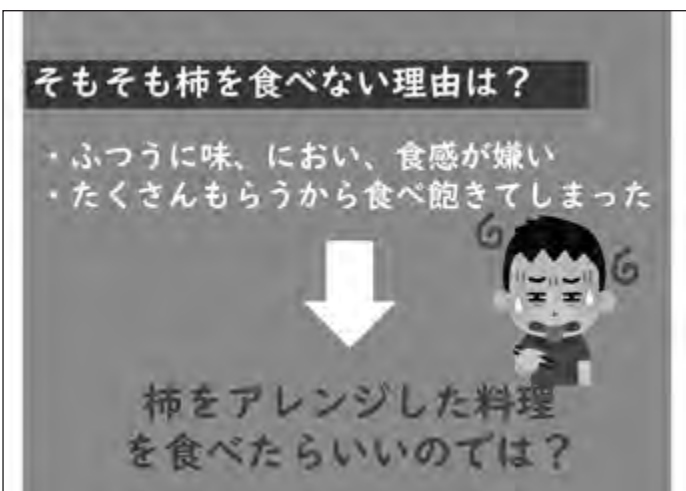 そもそも柿を食べない理由は？
・ふつうに味、におい、食感が嫌い
・たくさんもらうから食べ飽きてしまった
柿をアレンジした料理
を食べたらいいのでは？